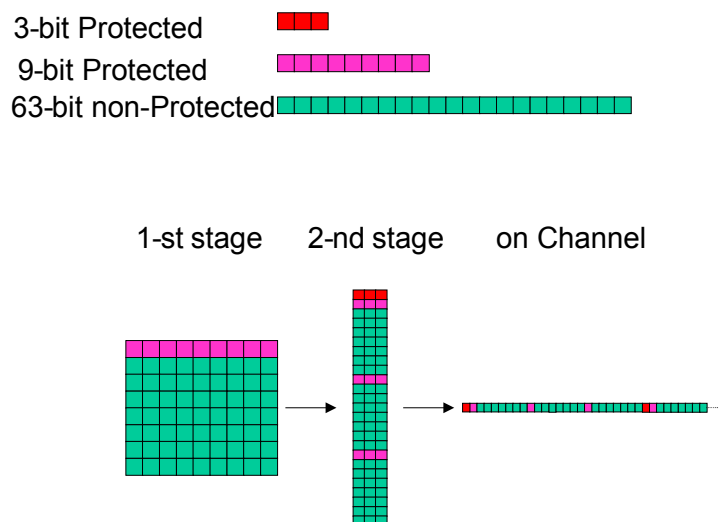 3-bit Protected
9-bit Protected
63-bit non-Protected
1-st stage 2-nd stage on Channel